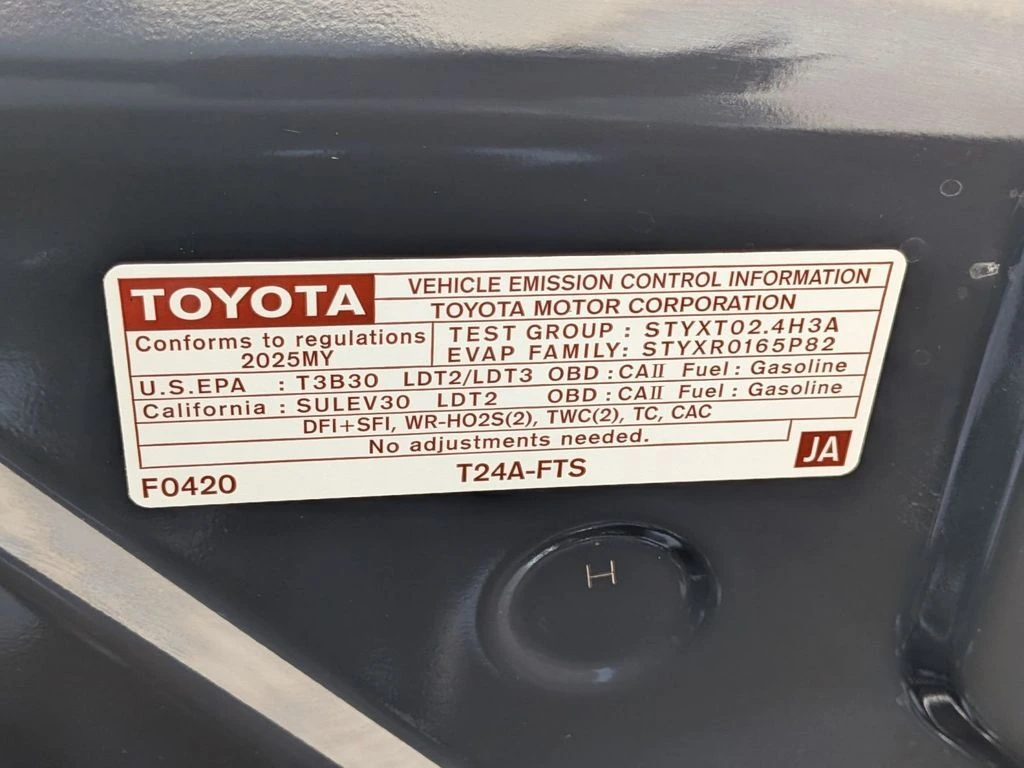 TOYOTA
VEHICLE EMISSION CONTROL INFORMATION
TOYOTA MOTOR CORPORATION
Conforms to regulations
2025MY
TEST GROUP : STYXT02.4H3A
EVAP FAMILY: STYXR0165P82
U.S.EPA : T3B30 LDT2/LDT3 OBD : CAII Fuel : Gasoline
California : SULEV30 LDT2 OBD : CAII Fuel : Gasoline
DFI+SFI, WR-HO2S(2), TWC(2), TC, CAC
No adjustments needed.
JA
F0420
T24A-FTS
H